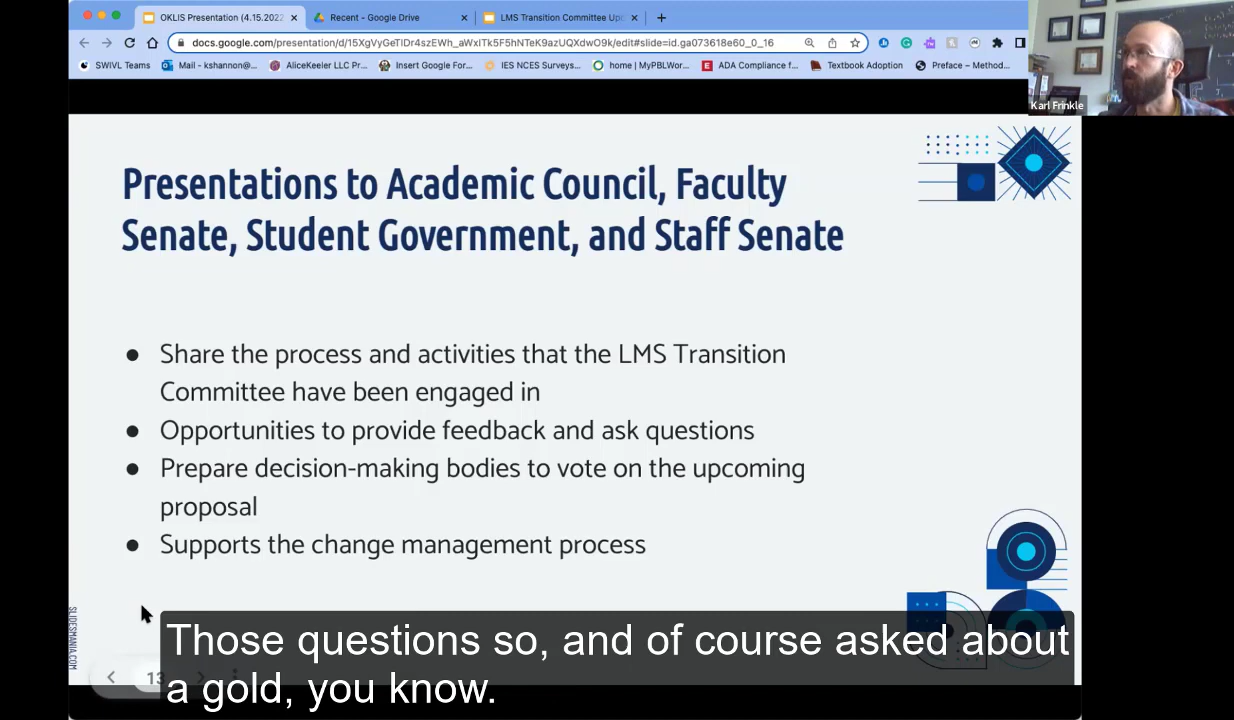 OKLIS Presentation (4.15.2022
Recent - Google Drive
LMS Transition Committee Upd
docs.google.com/presentation/d/15XgVyGeTlDr4szEWh_aWxITk5F5hNTeK9azUQXdwO9k/edit#slide=id.ga073618e60_0_16
SWIVL Teams
Mail - kshannon@...
AliceKeeler LLC Pr...
Insert Google For...
IES NCES Surveys...
home | MyPBLWor...
ADA Compliance f...
Textbook Adoption
Preface – Method...
Karl Frinkle
Presentations to Academic Council, Faculty
Senate, Student Government, and Staff Senate
● Share the process and activities that the LMS Transition
Committee have been engaged in
● Opportunities to provide feedback and ask questions
● Prepare decision-making bodies to vote on the upcoming
proposal
● Supports the change management process
SLIDESMANIA.COM
13
Those questions so, and of course asked about
a gold, you know.